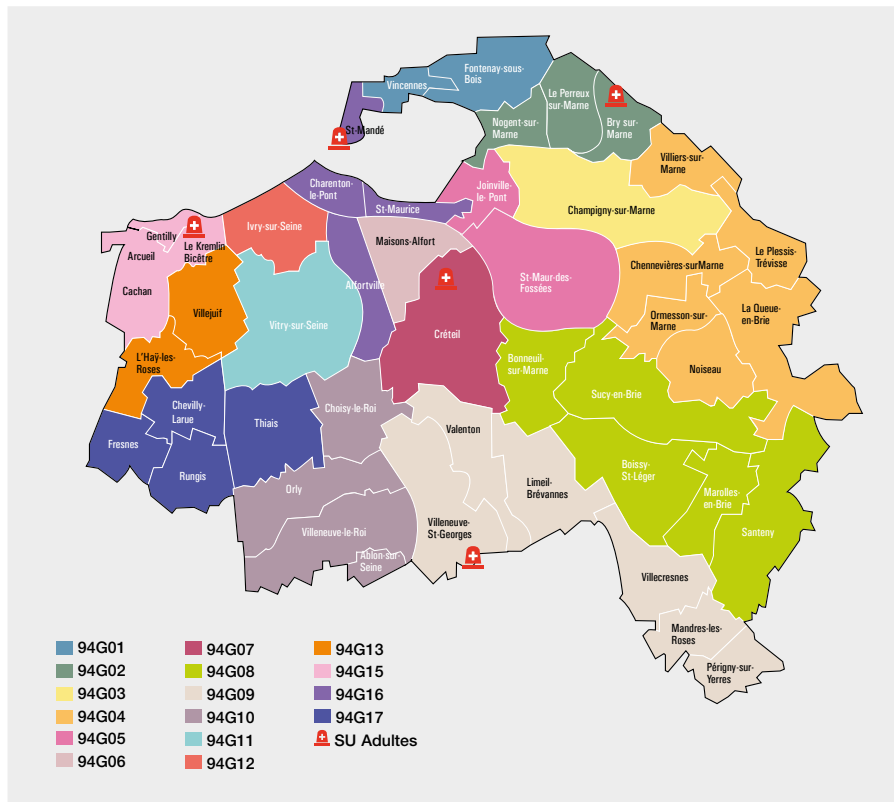 Fontenay-sous-
Bois
Vincennes
Le Perreux
sur-Marne
St-Mandé
Nogent-sur-
Marne
Bry sur-
Marne
Villiers-sur-
Marne
Charenton-
le-Pont
Joinville-
le- Pont
St-Maurice
Champigny-sur-Marne
Ivry-sur-Seine
Gentilly
Le Kremlin
Bicêtre
Maisons-Alfort
Arcueil
Cachan
Le Plessis-
Trévisse
Chennevières-surMarne
St-Maur-des-
Fossées
Alfortville
Villejuif
Vitry-sur-Seine
Créteil
Ormesson-sur-
Marne
La Queue-
en-Brie
L'Haÿ-les-
Roses
Bonneuil-
sur-Marne
Noiseau
Sucy-en-Brie
Chevilly-
Larue
Choisy-le-Roi
Thiais
Valenton
Fresnes
Rungis
Boissy-
St-Léger
Orly
Limeil-
Brévannes
Marolles-
en-Brie
Villeneuve-le-Roi
Villeneuve-
St-Georges
Santeny
Ablon-sur-
Seine
Villecresnes
Mandres-les-
Roses
Périgny-sur-
Yerres
94G01
94G02
94G03
94G04
94G05
94G06
94G07
94G08
94G09
94G10
94G11
94G12
94G13
94G15
94G16
94G17
SU Adultes